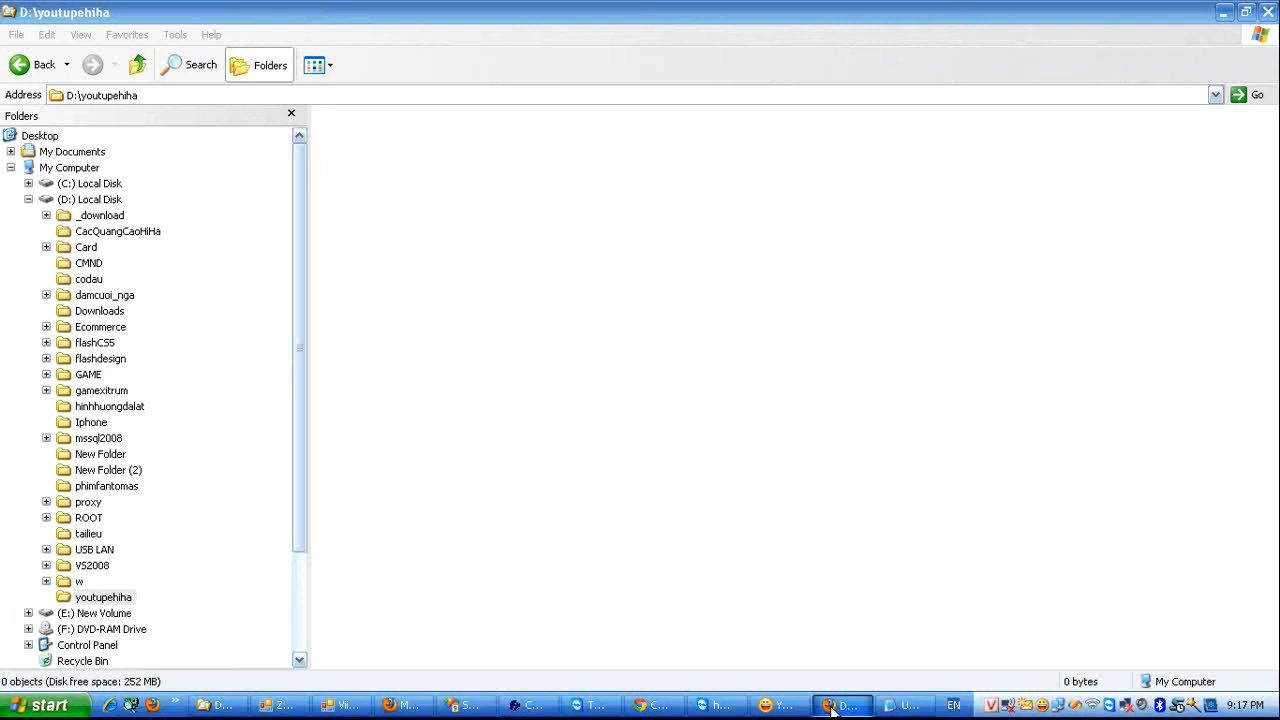 D:\youtupehiha
File Edit View Favorites Tools Help
Back Search Folders
Address D:\youtupehiha Go
Folders
Desktop
My Documents
My Computer
(C:) Local Disk
(D:) Local Disk
_download
CacQuangCaoHiHa
Card
CMND
codau
damcuoi_nga
Downloads
Ecommerce
flashCS5
flashdesign
GAME
gamexitrum
hinhhuongdalat
Iphone
mssql2008
New Folder
New Folder (2)
phimfantomas
proxy
ROOT
tailieu
USB LAN
VS2008
w
youtupehiha
(E:) New Volume
(F:) DVD-RAM Drive
Control Panel
Recycle Bin
0 objects (Disk free space: 252 MB) 0 bytes My Computer
start D... Z... Vii... M... S... C... T... C... h... Y... D... U... EN 9:17 PM